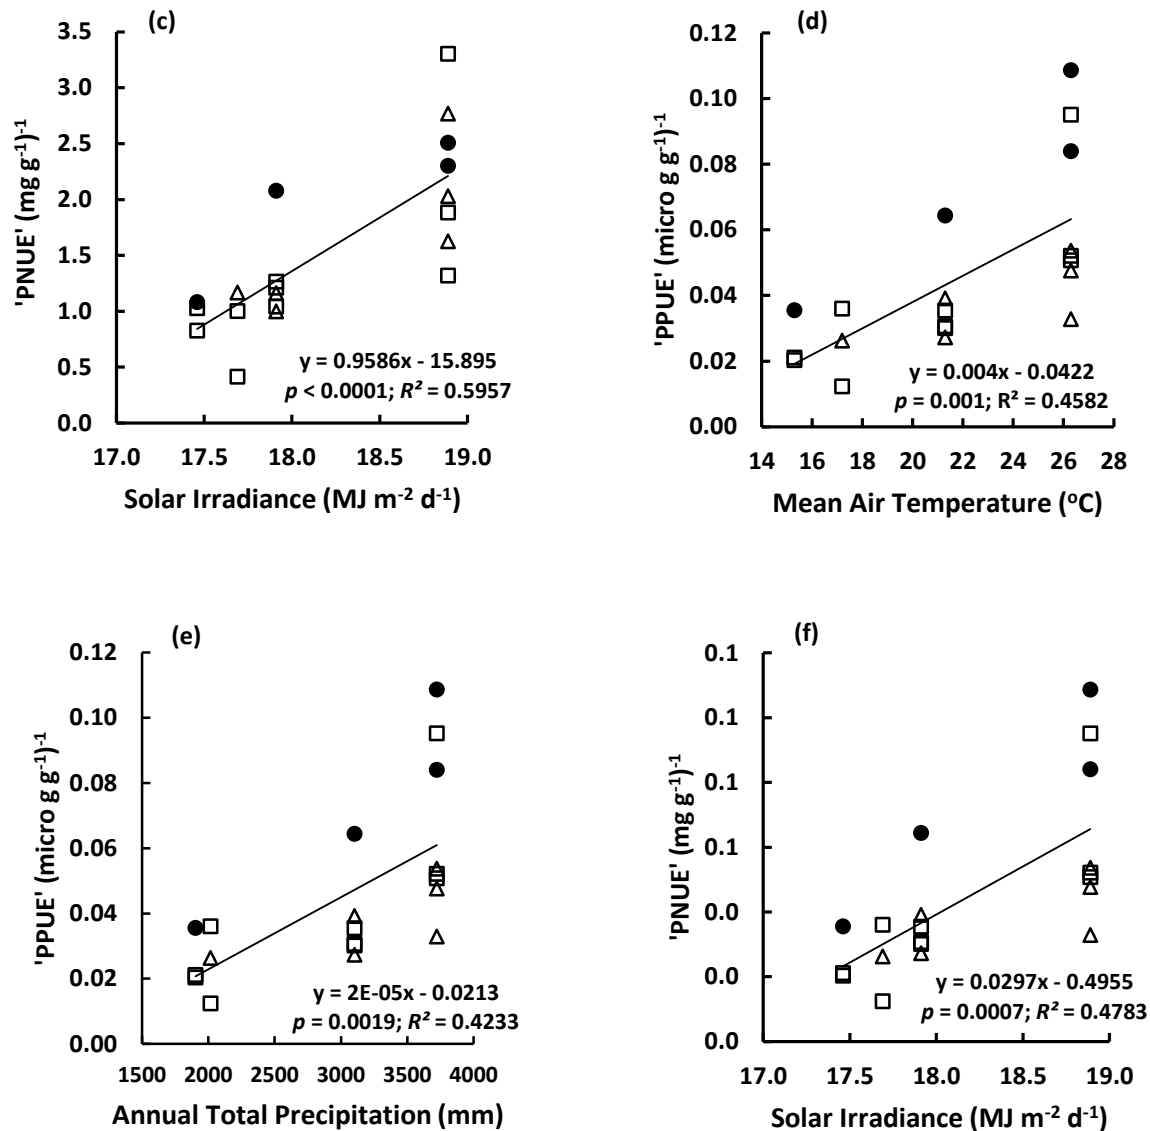 (c)
3.5
3.0
2.5
2.0
1.5
1.0
0.5
0.0
'PNUE' (mg g⁻¹)⁻¹
y = 0.9586x - 15.895
p < 0.0001; R² = 0.5957
17.0 17.5 18.0 18.5 19.0
Solar Irradiance (MJ m⁻² d⁻¹)
(d)
0.12
0.10
0.08
0.06
0.04
0.02
0.00
'PPUE' (micro g g⁻¹)⁻¹
y = 0.004x - 0.0422
p = 0.001; R² = 0.4582
14 16 18 20 22 24 26 28
Mean Air Temperature (ᵒC)
(e)
0.12
0.10
0.08
0.06
0.04
0.02
0.00
'PPUE' (micro g g⁻¹)⁻¹
y = 2E-05x - 0.0213
p = 0.0019; R² = 0.4233
1500 2000 2500 3000 3500 4000
Annual Total Precipitation (mm)
(f)
0.1
0.1
0.1
0.1
0.0
0.0
0.0
'PNUE' (mg g⁻¹)⁻¹
y = 0.0297x - 0.4955
p = 0.0007; R² = 0.4783
17.0 17.5 18.0 18.5 19.0
Solar Irradiance (MJ m⁻² d⁻¹)